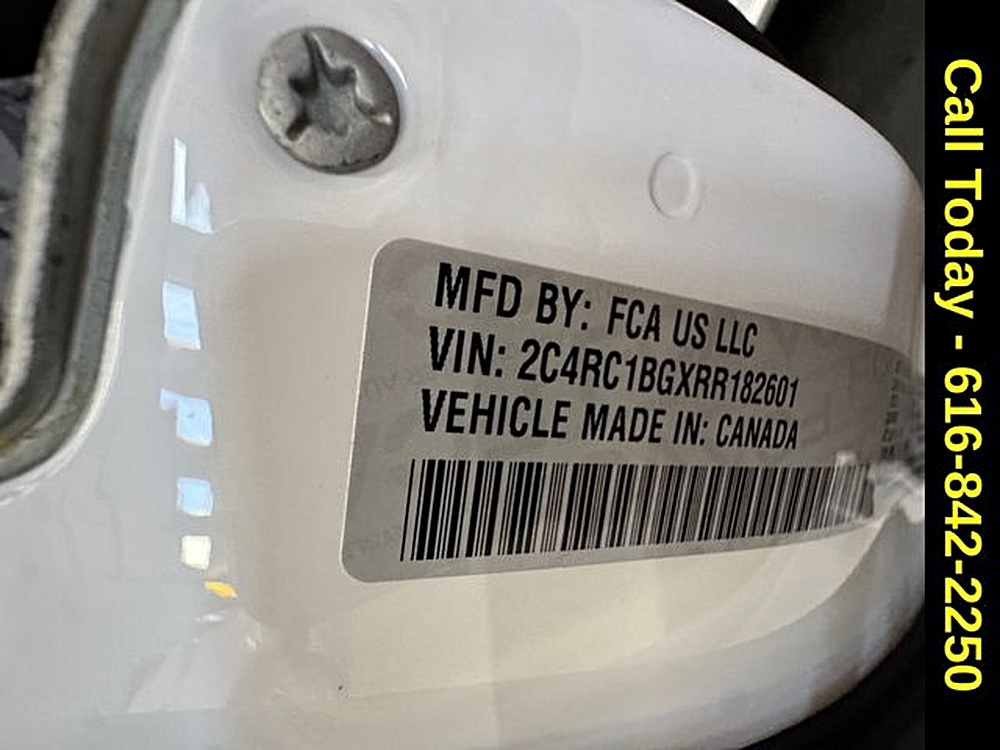 MFD BY: FCA US LLC
VIN: 2C4RC1BGXRR182601
VEHICLE MADE IN: CANADA
Call Today - 616-842-2250